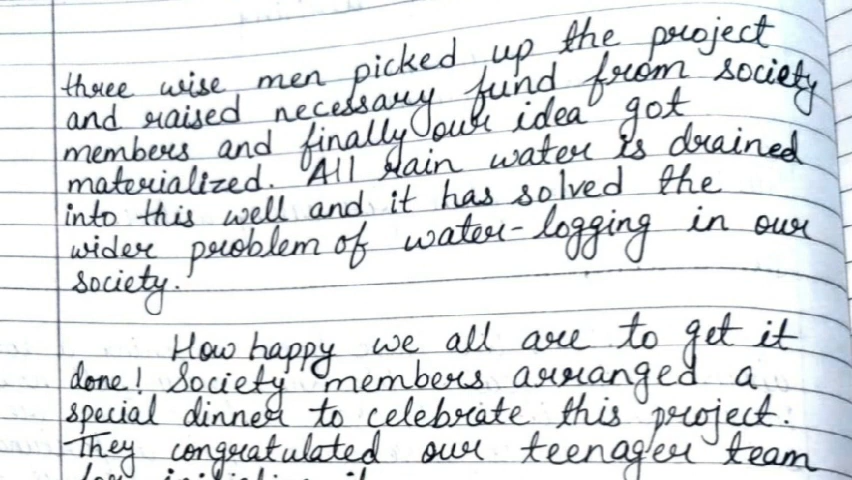 three wise men picked up the project
and raised necessary fund from society
members and finally our idea got
materialized. All rain water is drained
into this well and it has solved the
wider problem of water-logging in our
society.
How happy we all are to get it
done! Society members arranged a
special dinner to celebrate this project.
They congratulated our teenager team